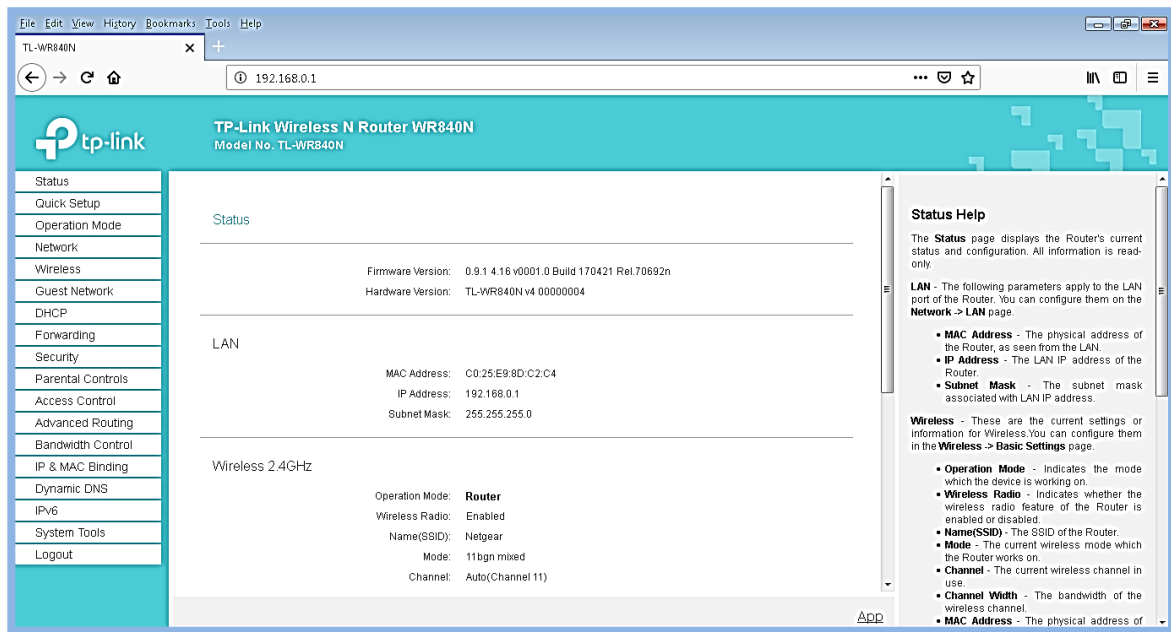 File Edit View History Bookmarks Tools Help
TL-WR840N
192.168.0.1
tp-link
TP-Link Wireless N Router WR840N
Model No. TL-WR840N
Status
Quick Setup
Operation Mode
Network
Wireless
Guest Network
DHCP
Forwarding
Security
Parental Controls
Access Control
Advanced Routing
Bandwidth Control
IP & MAC Binding
Dynamic DNS
IPv6
System Tools
Logout
Status
Firmware Version: 0.9.1 4.16 v0001.0 Build 170421 Rel.70692n
Hardware Version: TL-WR840N v4 00000004
LAN
MAC Address: C0:25:E9:8D:C2:C4
IP Address: 192.168.0.1
Subnet Mask: 255.255.255.0
Wireless 2.4GHz
Operation Mode: Router
Wireless Radio: Enabled
Name(SSID): Netgear
Mode: 11bgn mixed
Channel: Auto(Channel 11)
App
Status Help
The Status page displays the Router's current
status and configuration. All information is read-
only.
LAN - The following parameters apply to the LAN
port of the Router. You can configure them on the
Network -> LAN page.
• MAC Address - The physical address of
the Router, as seen from the LAN.
• IP Address - The LAN IP address of the
Router.
• Subnet Mask - The subnet mask
associated with LAN IP address.
Wireless - These are the current settings or
information for Wireless.You can configure them
in the Wireless -> Basic Settings page.
• Operation Mode - Indicates the mode
which the device is working on.
• Wireless Radio - Indicates whether the
wireless radio feature of the Router is
enabled or disabled.
• Name(SSID) - The SSID of the Router.
• Mode - The current wireless mode which
the Router works on.
• Channel - The current wireless channel in
use.
• Channel Width - The bandwidth of the
wireless channel.
• MAC Address - The physical address of